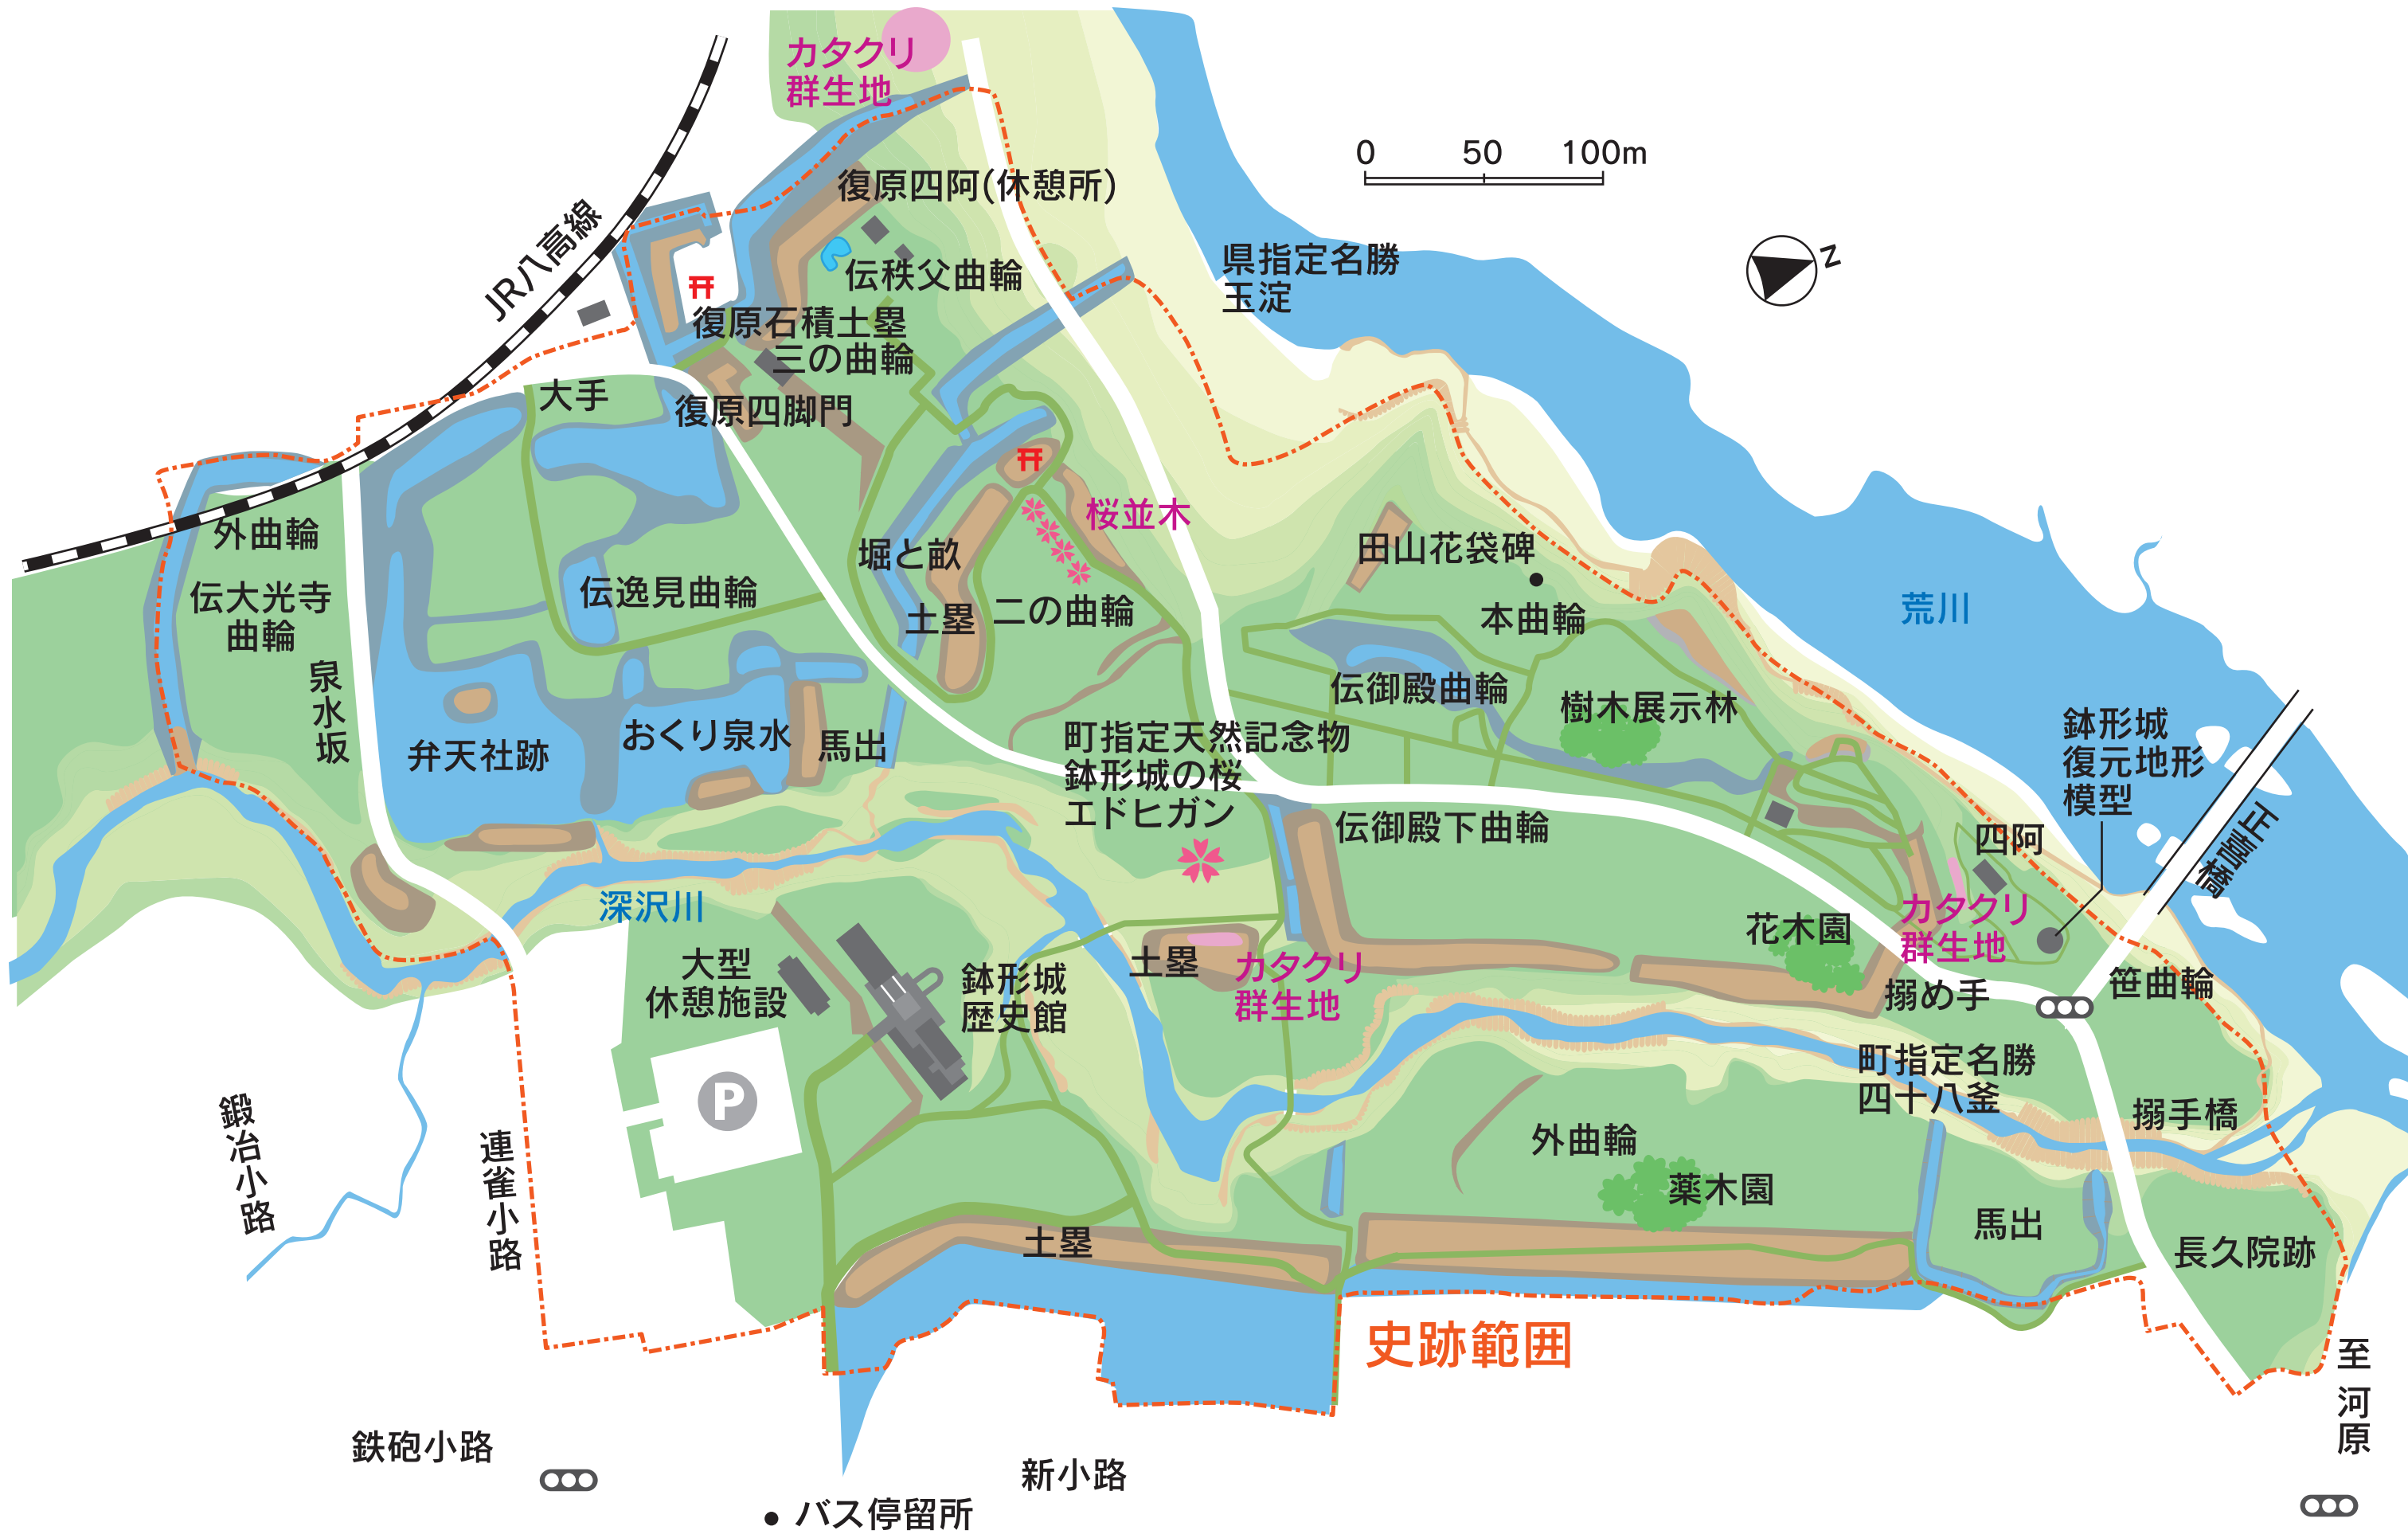 カタクリ
群生地
0 50 100m
JR八高線
復原四阿(休憩所)
伝秩父曲輪
県指定名勝
玉淀
N
復原石積土塁
三の曲輪
大手
復原四脚門
外曲輪
伝大光寺
曲輪
泉水坂
伝逸見曲輪
堀と畝
土塁
二の曲輪
桜並木
田山花袋碑
本曲輪
荒川
伝御殿曲輪
樹木展示林
弁天社跡
おくり泉水
馬出
町指定天然記念物
鉢形城の桜
エドヒガン
伝御殿下曲輪
鉢形城
復元地形
模型
四阿
正喜橋
深沢川
大型
休憩施設
鉢形城
歴史館
土塁
カタクリ
群生地
花木園
カタクリ
群生地
搦め手
笹曲輪
P
町指定名勝
四十八釜
搦手橋
鍛冶小路
連雀小路
外曲輪
薬木園
土塁
馬出
長久院跡
史跡範囲
至 河原
鉄砲小路
新小路
バス停留所